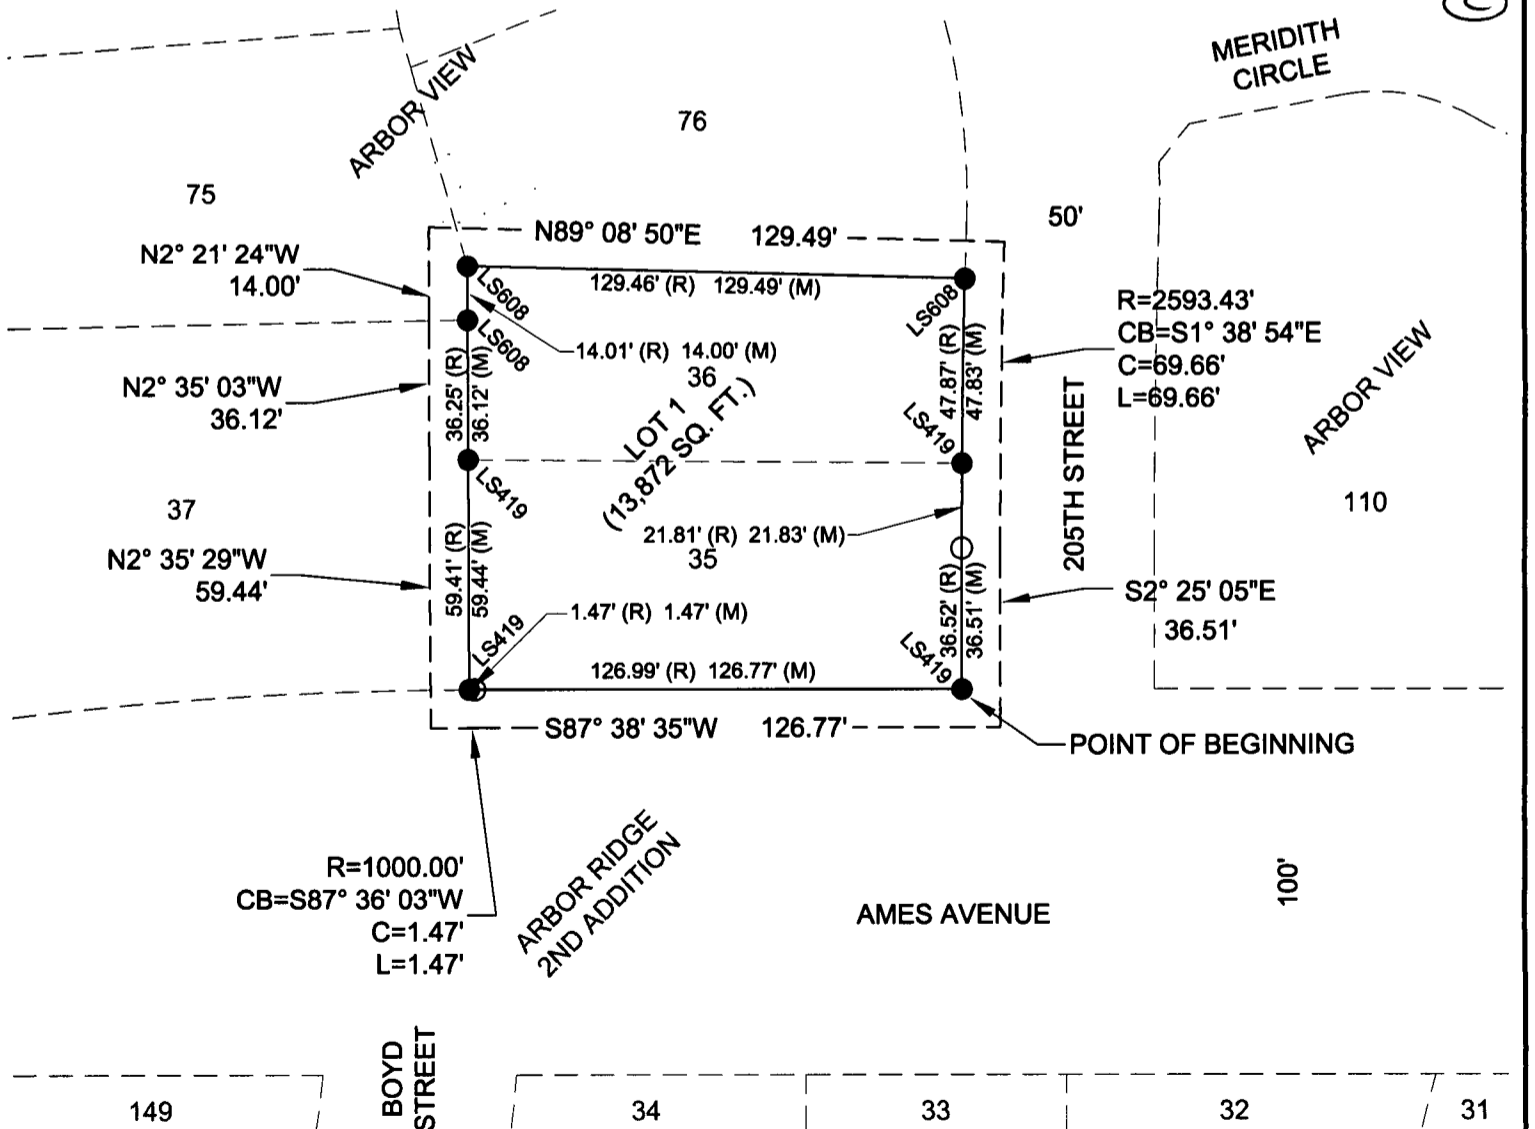 MERIDITH
CIRCLE
ARBOR VIEW
76
75
50'
N2° 21' 24"W
14.00'
N89° 08' 50"E 129.49'
129.46' (R) 129.49' (M)
LS608
LS608
LS608
14.01' (R) 14.00' (M)
36
R=2593.43'
CB=S1° 38' 54"E
C=69.66'
L=69.66'
N2° 35' 03"W
36.12'
36.25' (R)
36.12' (M)
47.87' (R)
47.83' (M)
LOT 1
(13,872 SQ. FT.)
LS419
LS419
205TH STREET
ARBOR VIEW
110
37
21.81' (R) 21.83' (M)
35
N2° 35' 29"W
59.44'
59.41' (R)
59.44' (M)
36.52' (R)
36.51' (M)
S2° 25' 05"E
36.51'
1.47' (R) 1.47' (M)
LS419
LS419
126.99' (R) 126.77' (M)
S87° 38' 35"W 126.77'
POINT OF BEGINNING
R=1000.00'
CB=S87° 36' 03"W
C=1.47'
L=1.47'
ARBOR RIDGE
2ND ADDITION
AMES AVENUE
100'
BOYD
STREET
149
34
33
32
31